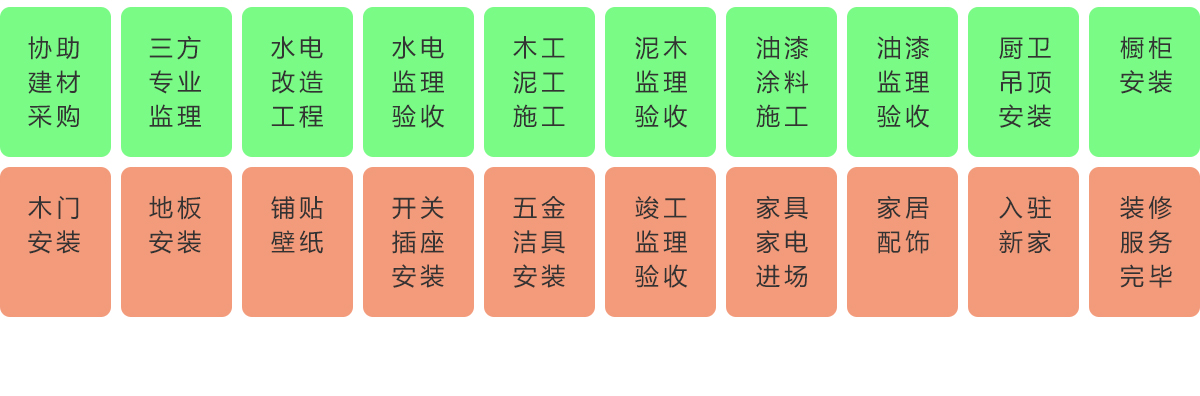 协助
建材
采购
三方
专业
监理
水电
改造
工程
水电
监理
验收
木工
泥工
施工
泥木
监理
验收
油漆
涂料
施工
油漆
监理
验收
厨卫
吊顶
安装
橱柜
安装
木门
安装
地板
安装
铺贴
壁纸
开关
插座
安装
五金
洁具
安装
竣工
监理
验收
家具
家电
进场
家居
配饰
入驻
新家
装修
服务
完毕